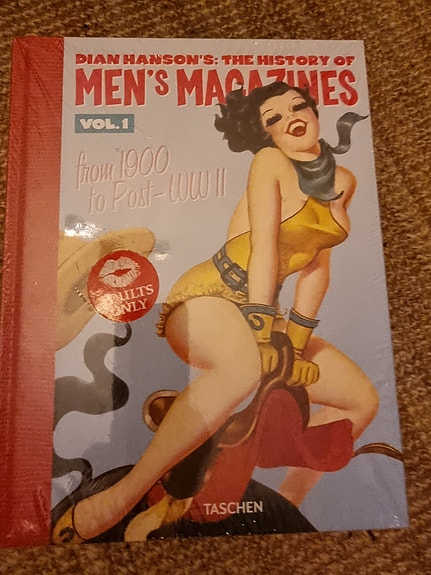 DIAN HANSON'S: THE HISTORY OF
MEN'S MAGAZINES
VOL. 1
from 1900
to Post-WW II
ADULTS
ONLY
TASCHEN